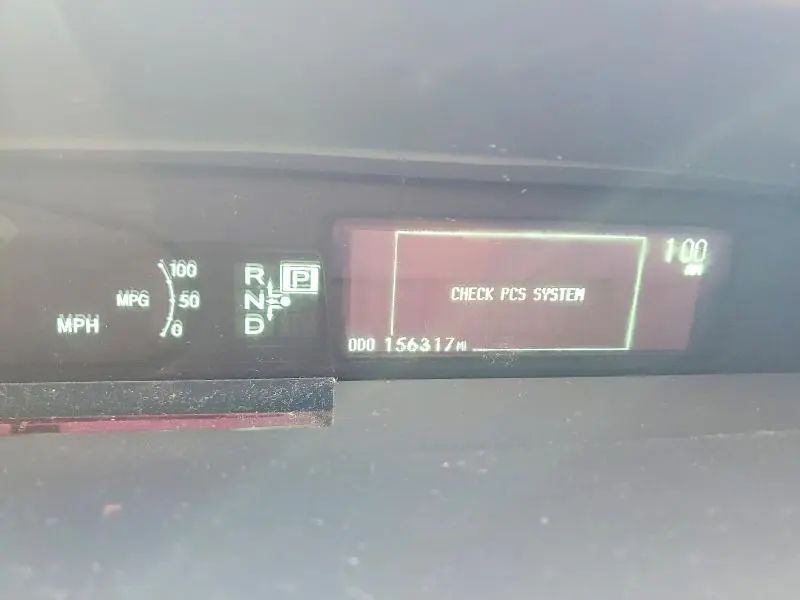 MPH
MPG
100
50
0
R P
N
D
CHECK PCS SYSTEM
100
ODO 156317 MI